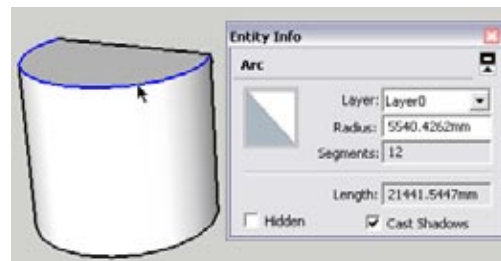 Entity Info
Arc
Layer: Layer0
Radius: 5540.4262mm
Segments: 12
Length: 21441.5447mm
Hidden Cast Shadows